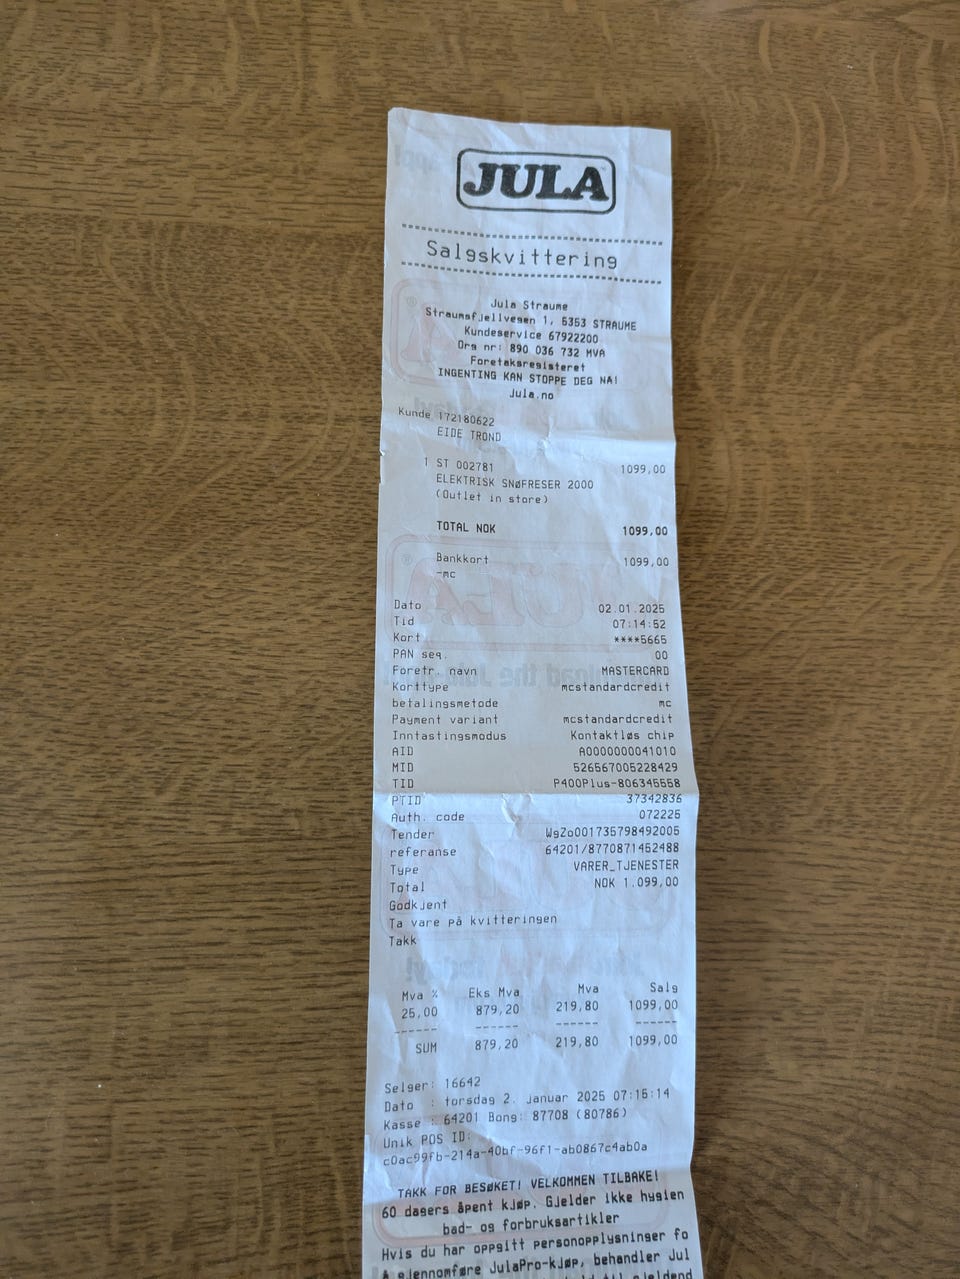 JULA
Salgskvittering
Jula Straume
Straumsfjellvegen 1, 5353 STRAUME
Kundeservice 67922200
Org nr: 890 036 732 MVA
Foretaksregisteret
INGENTING KAN STOPPE DEG NÅ!
Jula.no
Kunde 172180622
EIDE TROND
1 ST 002781 1099,00
ELEKTRISK SNØFRESER 2000
(Outlet in store)
TOTAL NOK 1099,00
Bankkort 1099,00
-mc
Dato 02.01.2025
Tid 07:14:52
Kort ****5665
PAN seq. 00
Foretr. navn MASTERCARD
Korttype mcstandardcredit
betalingsmetode mc
Payment variant mcstandardcredit
Inntastingsmodus Kontaktløs chip
AID A0000000041010
MID 526567005228429
TID P400Plus-806345558
PTID 37342836
Auth. code 072225
Tender WgZo001735798492005
referanse 64201/8770871452488
Type VARER_TJENESTER
Total NOK 1.099,00
Godkjent
Ta vare på kvitteringen
Takk
Mva % Eks Mva Mva Salg
25,00 879,20 219,80 1099,00
------ ------ ------ ------
SUM 879,20 219,80 1099,00
Selger: 16642
Dato : torsdag 2. januar 2025 07:15:14
Kasse : 64201 Bong: 87708 (80786)
Unik POS ID:
c0ac99fb-214a-40bf-96f1-ab0867c4ab0a
TAKK FOR BESØKET! VELKOMMEN TILBAKE!
60 dagers åpent kjøp. Gjelder ikke hygien
bad- og forbruksartikler
Hvis du har oppgitt personopplysninger fo
å gjennomføre JulaPro-kjøp, behandler Jul